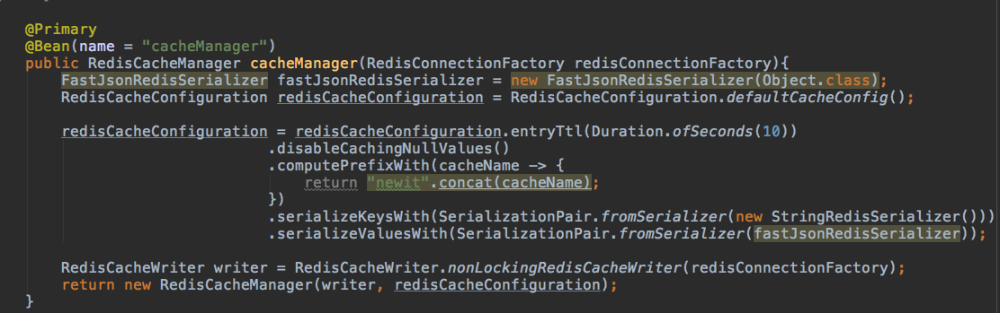 @Primary
@Bean(name = "cacheManager")
public RedisCacheManager cacheManager(RedisConnectionFactory redisConnectionFactory){
FastJsonRedisSerializer fastJsonRedisSerializer = new FastJsonRedisSerializer(Object.class);
RedisCacheConfiguration redisCacheConfiguration = RedisCacheConfiguration.defaultCacheConfig();
redisCacheConfiguration = redisCacheConfiguration.entryTtl(Duration.ofSeconds(10))
.disableCachingNullValues()
.computePrefixWith(cacheName -> {
return "newit".concat(cacheName);
})
.serializeKeysWith(SerializationPair.fromSerializer(new StringRedisSerializer()))
.serializeValuesWith(SerializationPair.fromSerializer(fastJsonRedisSerializer));
RedisCacheWriter writer = RedisCacheWriter.nonLockingRedisCacheWriter(redisConnectionFactory);
return new RedisCacheManager(writer, redisCacheConfiguration);
}